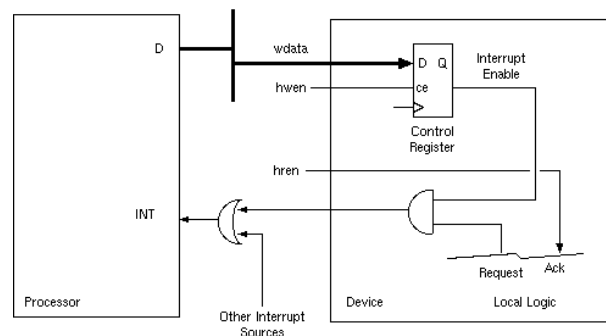 D
wdata
D Q
Interrupt
Enable
hwen
ce
Control
Register
hren
INT
Request
Ack
Processor
Other Interrupt
Sources
Device
Local Logic